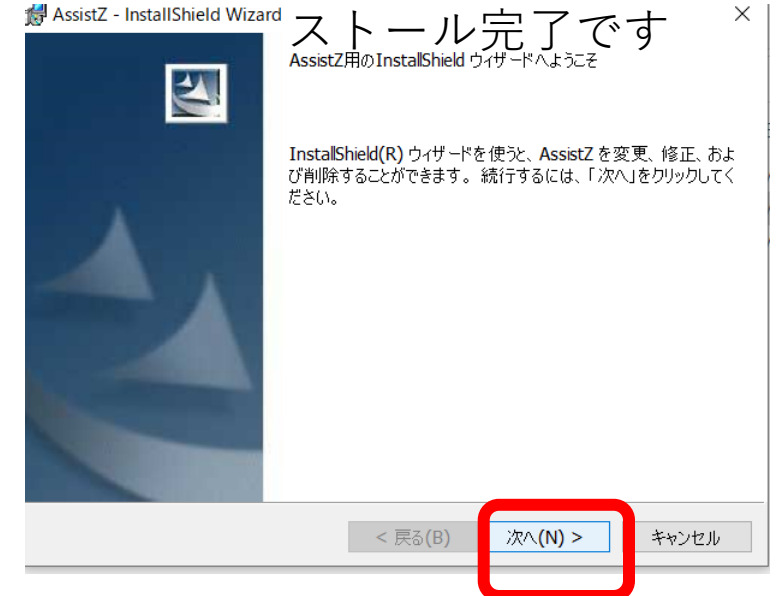 AssistZ - InstallShield Wizard
ストール完了です
AssistZ用のInstallShield ウィザードへようこそ
InstallShield(R) ウィザードを使うと、AssistZ を変更、修正、およ
び削除することができます。続行するには、「次へ」をクリックしてく
ださい。
< 戻る(B)
次へ(N) >
キャンセル